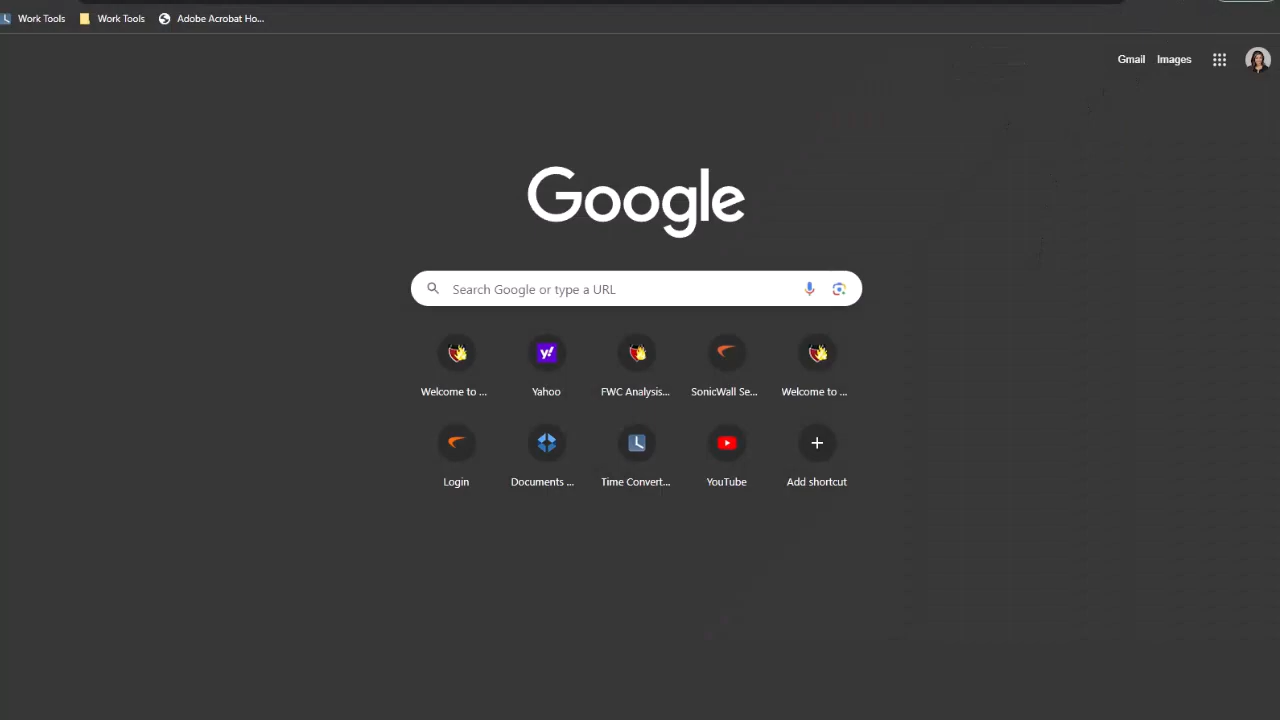 Work Tools Work Tools Adobe Acrobat Ho...
Gmail Images
Google
Search Google or type a URL
Welcome to ... Yahoo FWC Analysis... SonicWall Se... Welcome to ...
Login Documents ... Time Convert... YouTube Add shortcut